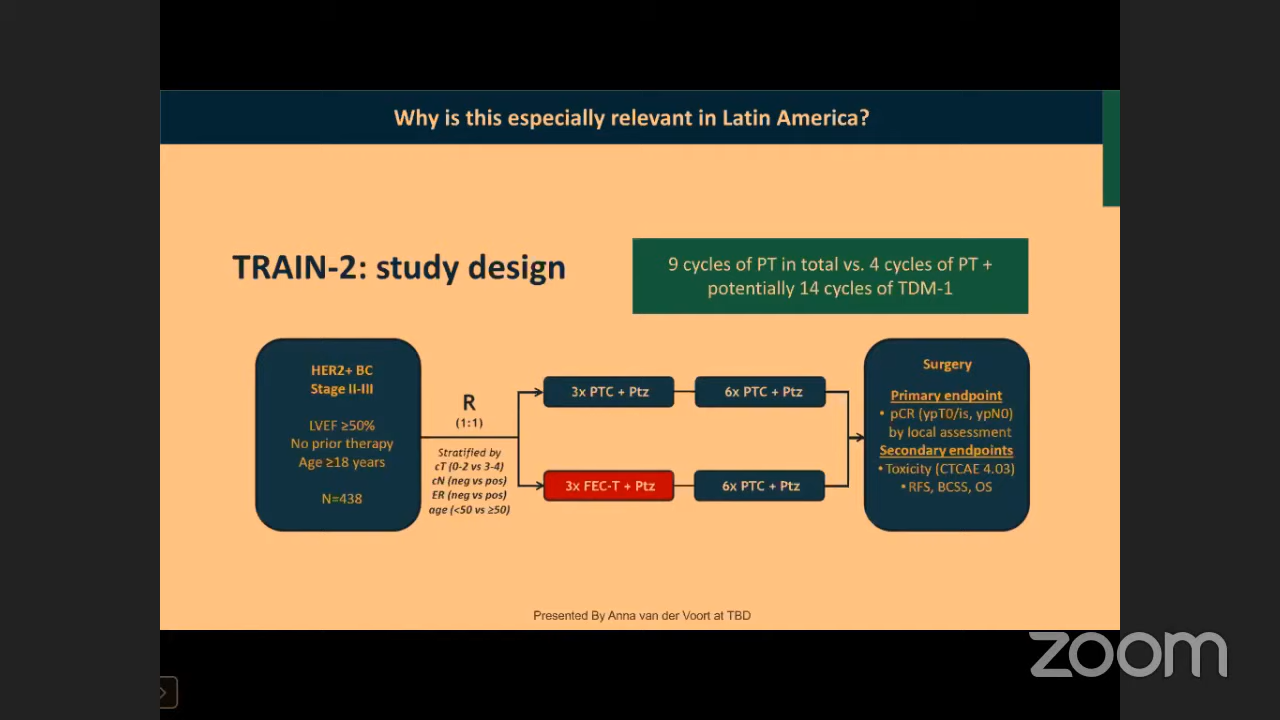 Why is this especially relevant in Latin America?
TRAIN-2: study design
9 cycles of PT in total vs. 4 cycles of PT +
potentially 14 cycles of TDM-1
HER2+ BC
Stage II-III
LVEF ≥50%
No prior therapy
Age ≥18 years
N=438
R
(1:1)
Stratified by
cT (0-2 vs 3-4)
cN (neg vs pos)
ER (neg vs pos)
age (<50 vs ≥50)
3x PTC + Ptz
6x PTC + Ptz
3x FEC-T + Ptz
6x PTC + Ptz
Surgery
Primary endpoint
• pCR (ypT0/is, ypN0)
by local assessment
Secondary endpoints
• Toxicity (CTCAE 4.03)
• RFS, BCSS, OS
Presented By Anna van der Voort at TBD
zoom